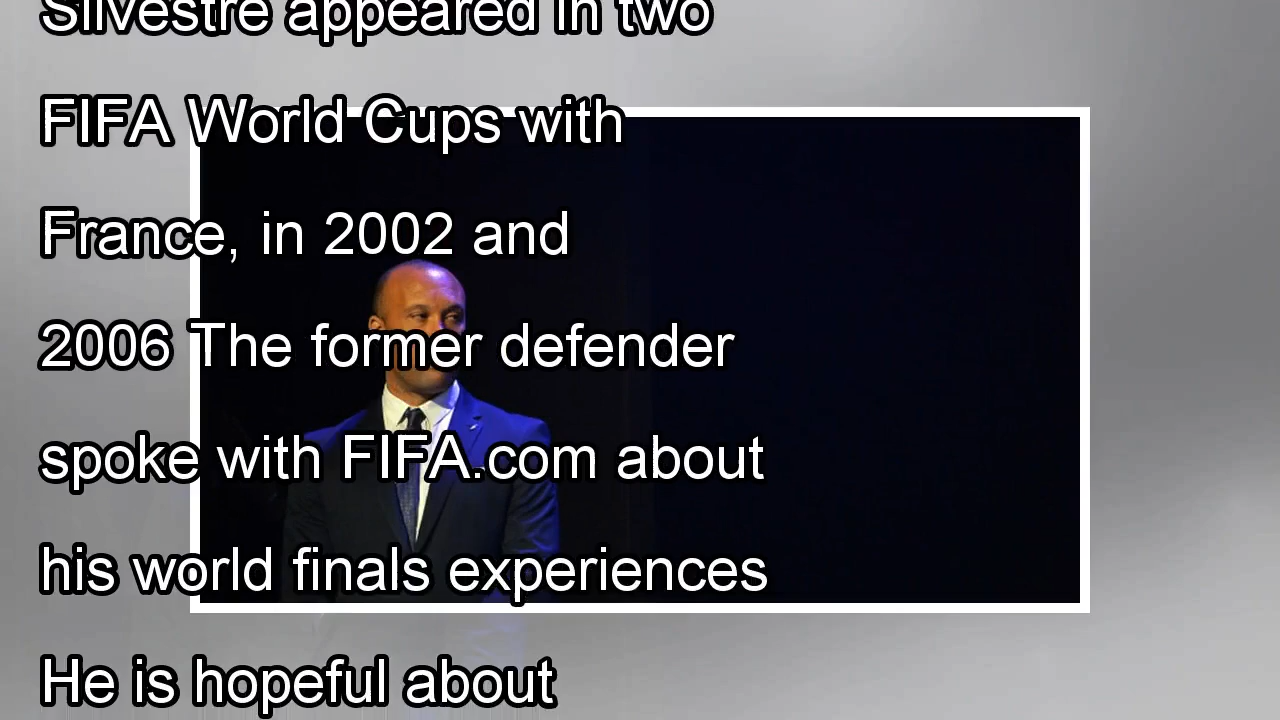 Silvestre appeared in two
FIFA World Cups with
France, in 2002 and
2006 The former defender
spoke with FIFA.com about
his world finals experiences
He is hopeful about